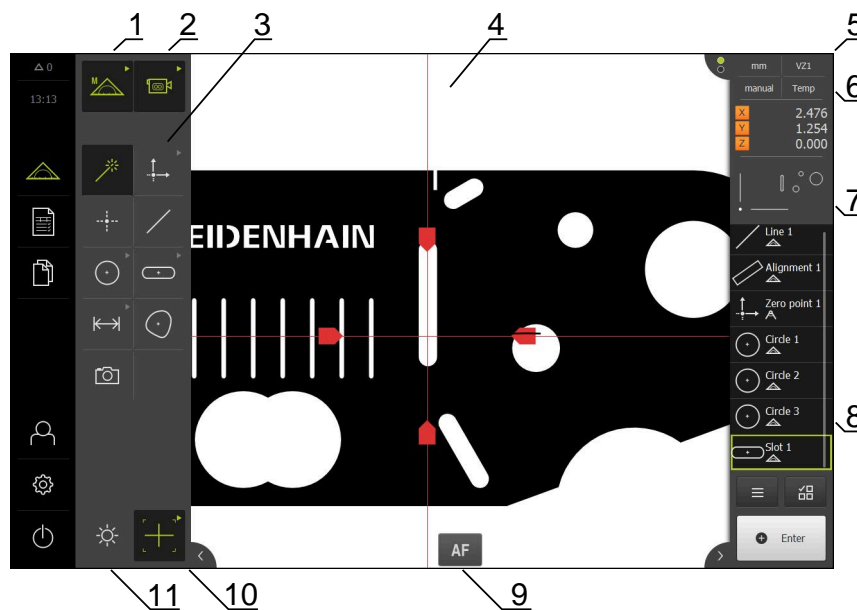 1 2 3 4 5
△ 0
13:13
M
mm VZ1
manual Temp
6
X 2.476
Y 1.254
Z 0.000
7
Line 1
Alignment 1
Zero point 1
Circle 1
Circle 2
Circle 3
8
Slot 1
EIDENHAIN
Enter
AF
11 10 9